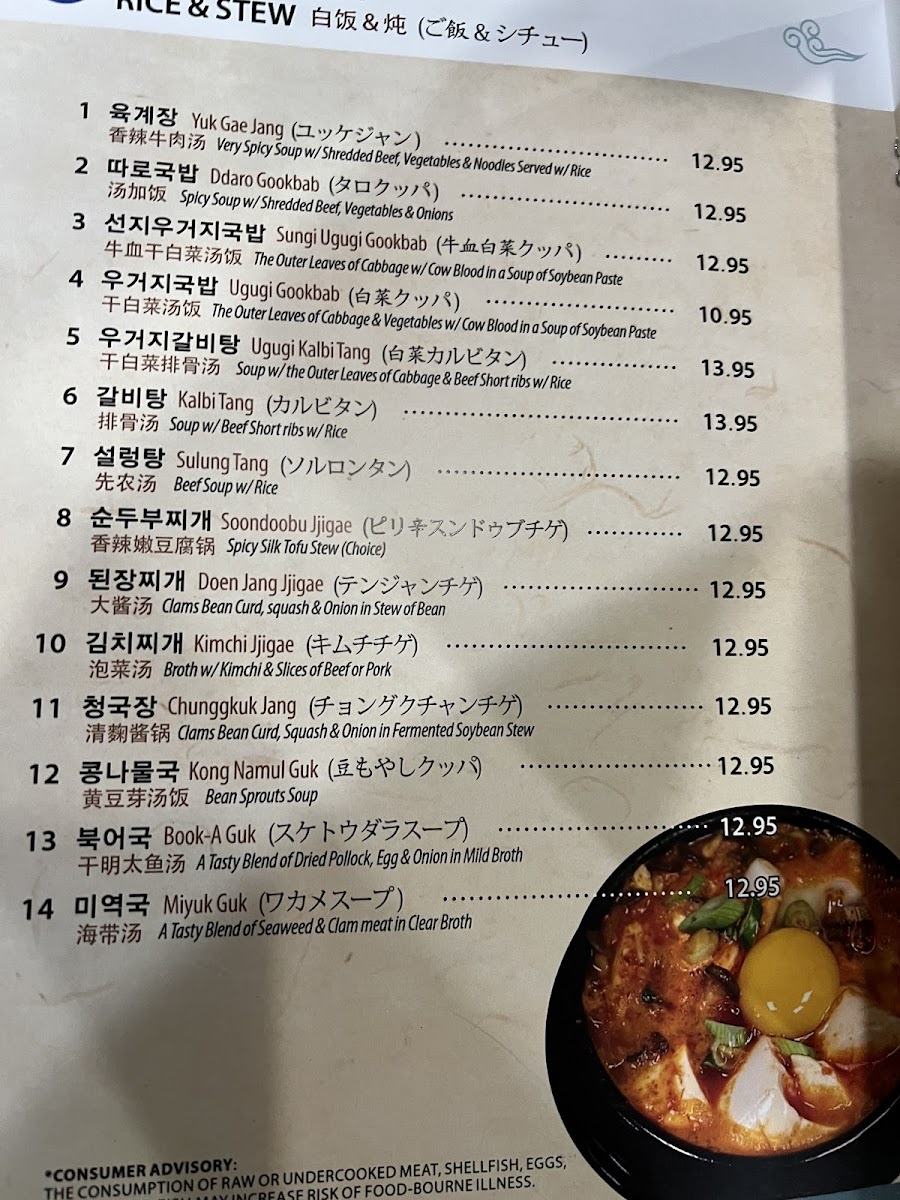 RICE & STEW 白饭 & 炖 (ご飯 & シチュー)
1 육계장 Yuk Gae Jang (ユッケジャン) 12.95
香辣牛肉汤 Very Spicy Soup w/ Shredded Beef, Vegetables & Noodles Served w/ Rice
2 따로국밥 Ddaro Gookbab (タロクッパ) 12.95
汤加饭 Spicy Soup w/ Shredded Beef, Vegetables & Onions
3 선지우거지국밥 Sungi Ugugi Gookbab (牛血白菜クッパ) 12.95
牛血干白菜汤饭 The Outer Leaves of Cabbage w/ Cow Blood in a Soup of Soybean Paste
4 우거지국밥 Ugugi Gookbab (白菜クッパ) 10.95
干白菜汤饭 The Outer Leaves of Cabbage & Vegetables w/ Cow Blood in a Soup of Soybean Paste
5 우거지갈비탕 Ugugi Kalbi Tang (白菜カルビタン) 13.95
干白菜排骨汤 Soup w/ the Outer Leaves of Cabbage & Beef Short ribs w/ Rice
6 갈비탕 Kalbi Tang (カルビタン) 13.95
排骨汤 Soup w/ Beef Short ribs w/ Rice
7 설렁탕 Sulung Tang (ソルロンタン) 12.95
先农汤 Beef Soup w/ Rice
8 순두부찌개 Soondoobu Jjigae (ピリ辛スンドゥブチゲ) 12.95
香辣嫩豆腐锅 Spicy Silk Tofu Stew (Choice)
9 된장찌개 Doen Jang Jjigae (テンジャンチゲ) 12.95
大酱汤 Clams Bean Curd, squash & Onion in Stew of Bean
10 김치찌개 Kimchi Jjigae (キムチチゲ) 12.95
泡菜汤 Broth w/ Kimchi & Slices of Beef or Pork
11 청국장 Chunggkuk Jang (チョングクチャンチゲ) 12.95
清麴酱锅 Clams Bean Curd, Squash & Onion in Fermented Soybean Stew
12 콩나물국 Kong Namul Guk (豆もやしクッパ) 12.95
黄豆芽汤饭 Bean Sprouts Soup
13 북어국 Book-A Guk (スケトウダラスープ) 12.95
干明太鱼汤 A Tasty Blend of Dried Pollock, Egg & Onion in Mild Broth
14 미역국 Miyuk Guk (ワカメスープ) 12.95
海带汤 A Tasty Blend of Seaweed & Clam meat in Clear Broth
*CONSUMER ADVISORY:
THE CONSUMPTION OF RAW OR UNDERCOOKED MEAT, SHELLFISH, EGGS,
MAY INCREASE RISK OF FOOD-BOURNE ILLNESS.